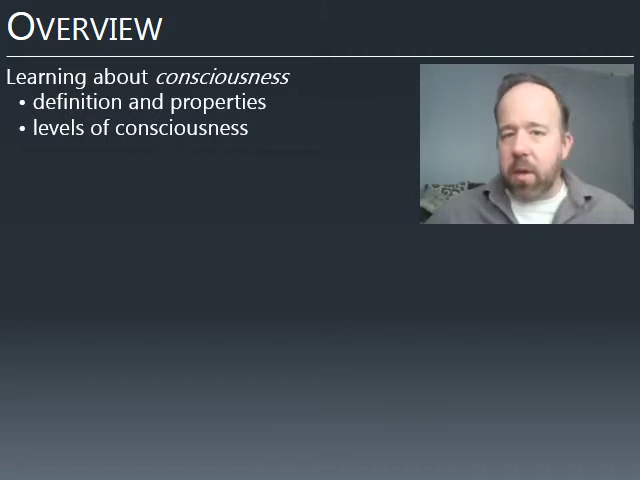 OVERVIEW
Learning about consciousness
• definition and properties
• levels of consciousness